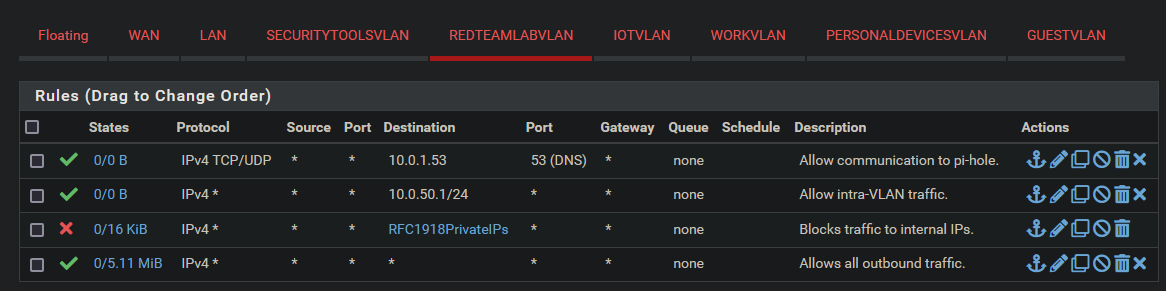 Floating WAN LAN SECURITYTOOLSVLAN REDTEAMLABVLAN IOTVLAN WORKVLAN PERSONALDEVICESVLAN GUESTVLAN
Rules (Drag to Change Order)
States Protocol Source Port Destination Port Gateway Queue Schedule Description Actions
0/0 B IPv4 TCP/UDP * * 10.0.1.53 53 (DNS) * none Allow communication to pi-hole.
0/0 B IPv4 * * * 10.0.50.1/24 * * none Allow intra-VLAN traffic.
0/16 KiB IPv4 * * * RFC1918PrivateIPs * * none Blocks traffic to internal IPs.
0/5.11 MiB IPv4 * * * * * * none Allows all outbound traffic.